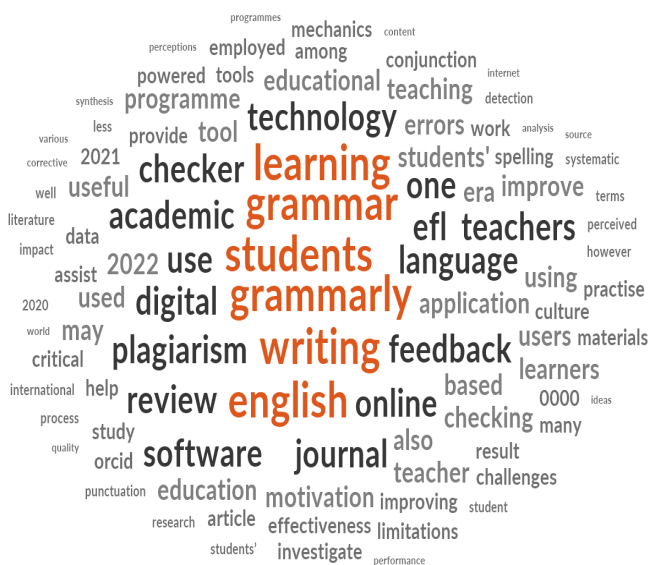 programmes
mechanics content
perceptions employed among
conjunction
powered tools educational teaching internet
synthesis programme technology detection
less provide tool errors work analysis source
various
corrective 2021 checker learning students' spelling systematic
well useful grammar one era improve terms
literature academic efl teachers perceived
impact data students language however
assist 2022 use using practise
2020 used digital grammarly application culture
world may users materials
critical plagiarism writing feedback learners
international help review english online based 0000 ideas
process checking many
quality study also
orcid software journal result
teacher challenges
punctuation education motivation improving student
research article effectiveness limitations
students' investigate performance